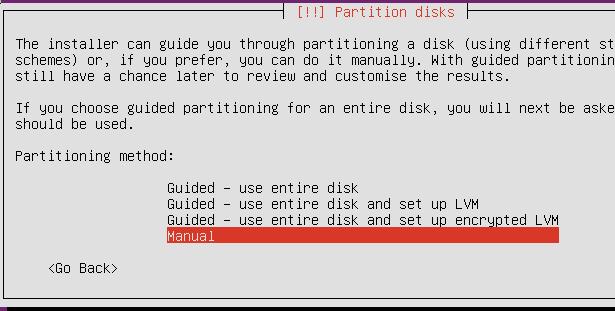 [!!] Partition disks
The installer can guide you through partitioning a disk (using different st
schemes) or, if you prefer, you can do it manually. With guided partitionin
still have a chance later to review and customise the results.
If you choose guided partitioning for an entire disk, you will next be aske
should be used.
Partitioning method:
Guided - use entire disk
Guided - use entire disk and set up LVM
Guided - use entire disk and set up encrypted LVM
Manual
<Go Back>